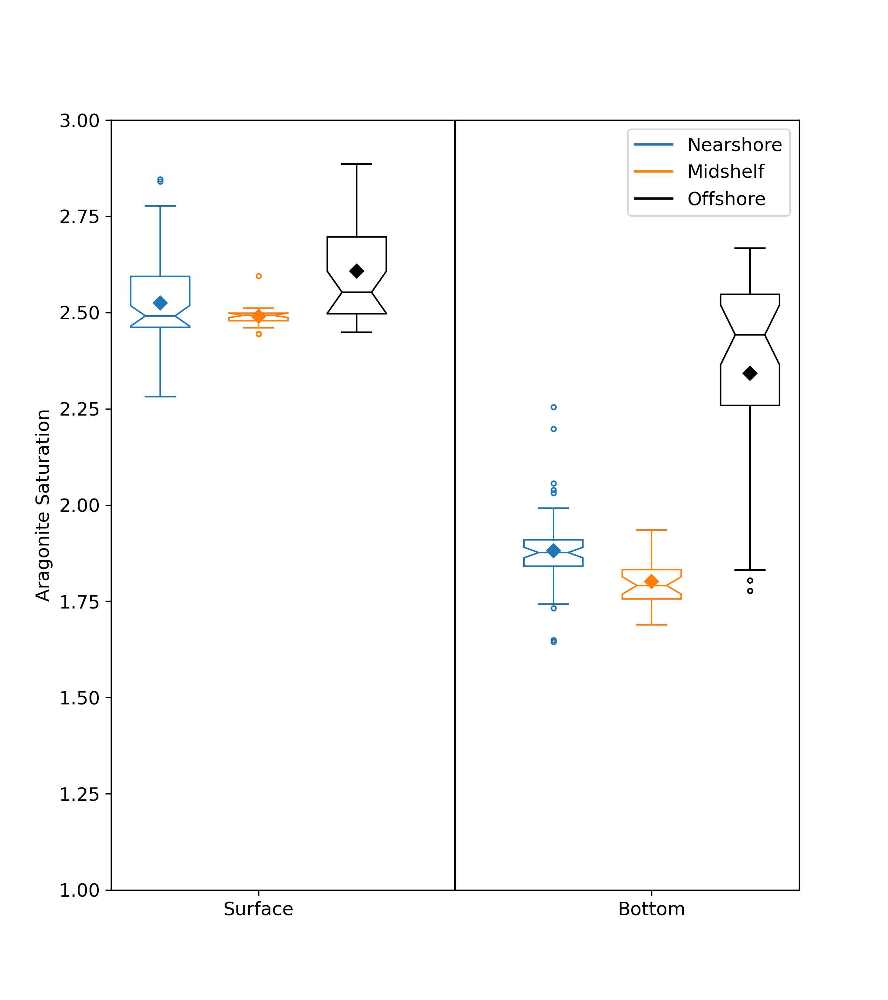 3.00
2.75
2.50
2.25
2.00
1.75
1.50
1.25
1.00
Aragonite Saturation
Surface
Bottom
Nearshore
Midshelf
Offshore